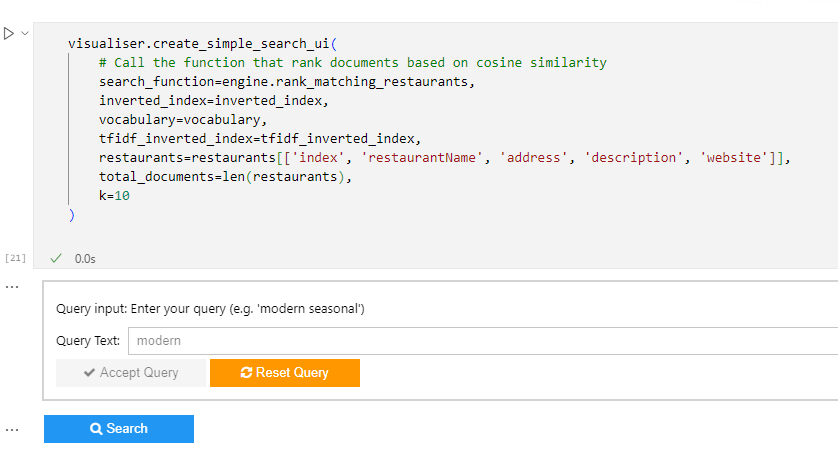 visualiser.create_simple_search_ui(
# Call the function that rank documents based on cosine similarity
search_function=engine.rank_matching_restaurants,
inverted_index=inverted_index,
vocabulary=vocabulary,
tfidf_inverted_index=tfidf_inverted_index,
restaurants=restaurants[['index', 'restaurantName', 'address', 'description', 'website']],
total_documents=len(restaurants),
k=10
)
[21] 0.0s
...
Query input: Enter your query (e.g. 'modern seasonal')
Query Text: modern
Accept Query Reset Query
... Search